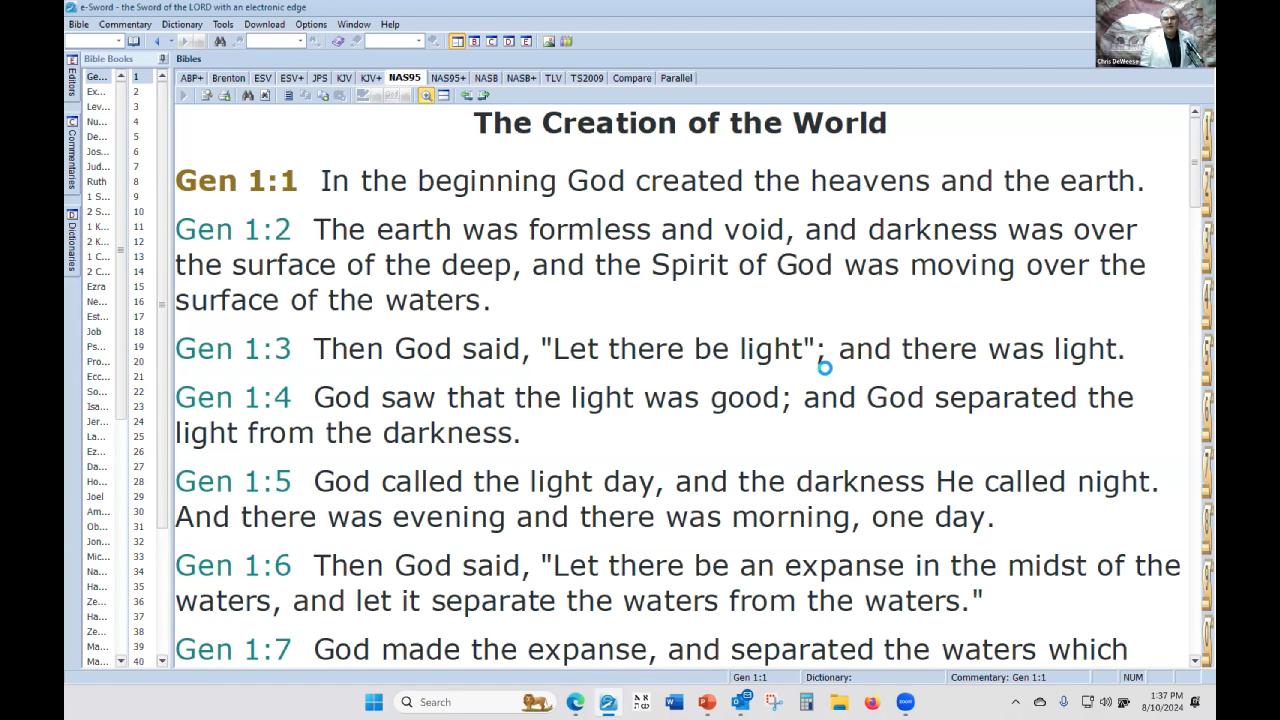 e-Sword - the Sword of the LORD with an electronic edge
Bible Commentary Dictionary Tools Download Options Window Help
B C D E
Bible Books
Bibles
ABP+ Brenton ESV ESV+ JPS KJV KJV+ NAS95 NAS95+ NASB NASB+ TLV TS2009 Compare Parallel
Chris DeWeese
E Editors
C Commentaries
D Dictionaries
Ge... 1
Ex... 2
Lev... 3
Nu... 4
De... 5
Jos... 6
Jud... 7
Ruth 8
1 S... 9
2 S... 10
1 K... 11
2 K... 12
1 C... 13
2 C... 14
Ezra 15
Ne... 16
Est... 17
Job 18
Ps... 19
Pro... 20
Ecc... 21
So... 22
Isa... 23
Jer... 24
La... 25
Ez... 26
Da... 27
Ho... 28
Joel 29
Am... 30
Ob... 31
Jon... 32
Mic... 33
Na... 34
Ha... 35
Ze... 36
Ha... 37
Ze... 38
Ma... 39
Ma... 40
The Creation of the World
Gen 1:1 In the beginning God created the heavens and the earth.
Gen 1:2 The earth was formless and void, and darkness was over
the surface of the deep, and the Spirit of God was moving over the
surface of the waters.
Gen 1:3 Then God said, "Let there be light"; and there was light.
Gen 1:4 God saw that the light was good; and God separated the
light from the darkness.
Gen 1:5 God called the light day, and the darkness He called night.
And there was evening and there was morning, one day.
Gen 1:6 Then God said, "Let there be an expanse in the midst of the
waters, and let it separate the waters from the waters."
Gen 1:7 God made the expanse, and separated the waters which
Gen 1:1 Dictionary: Commentary: Gen 1:1 NUM
Search
1:37 PM
8/10/2024